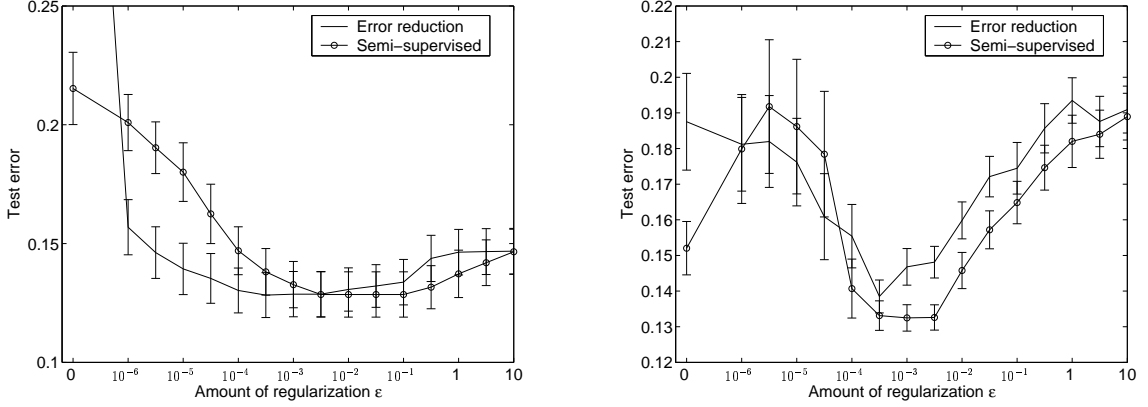 0.25
0.2
0.15
0.1
Test error
Error reduction
Semi-supervised
0 10⁻⁶ 10⁻⁵ 10⁻⁴ 10⁻³ 10⁻² 10⁻¹ 1 10
Amount of regularization ε
0.22
0.21
0.2
0.19
0.18
0.17
0.16
0.15
0.14
0.13
0.12
Test error
Error reduction
Semi-supervised
0 10⁻⁶ 10⁻⁵ 10⁻⁴ 10⁻³ 10⁻² 10⁻¹ 1 10
Amount of regularization ε